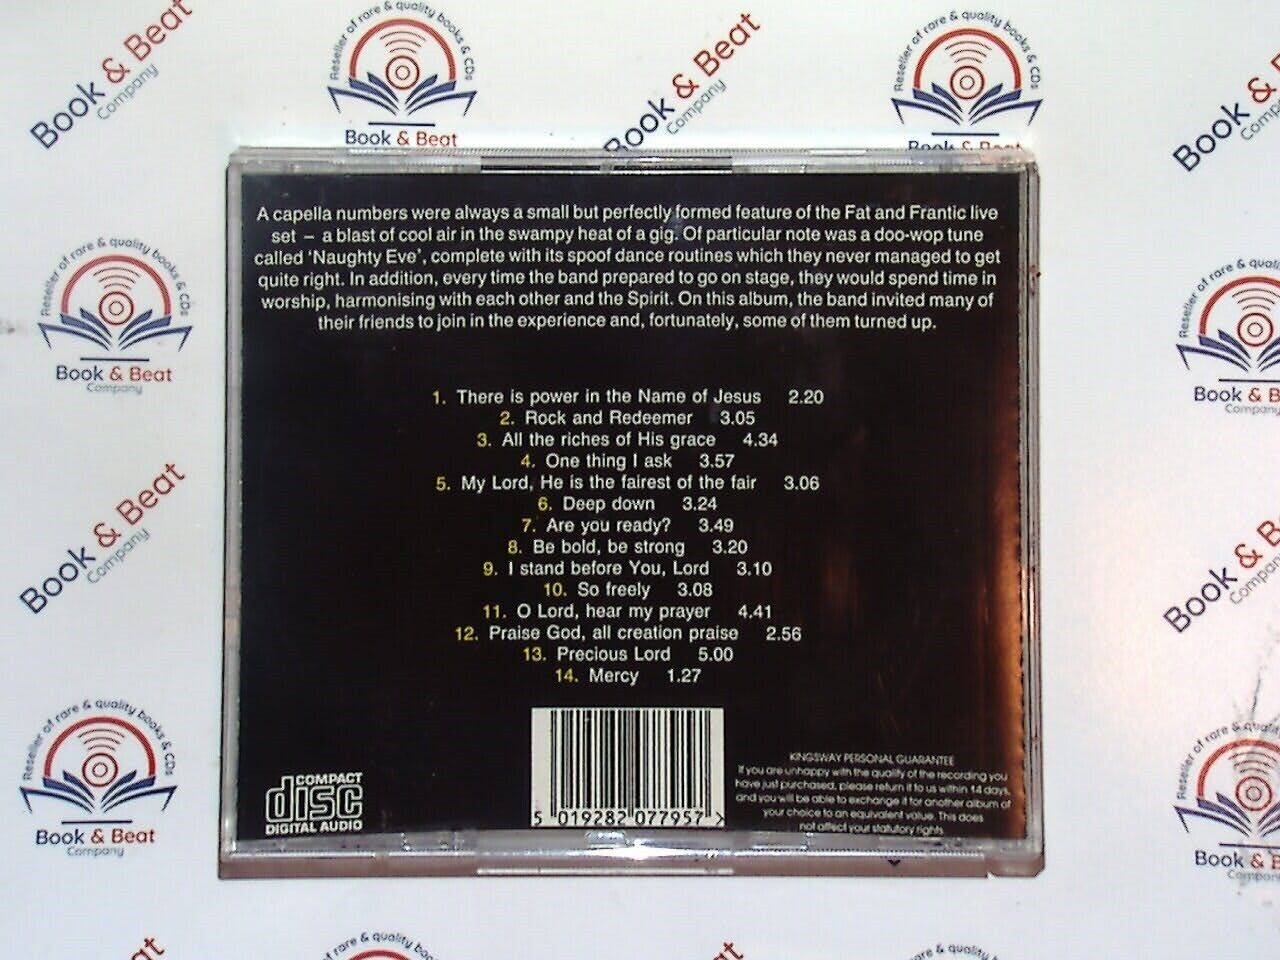 Reseller of rare & quality books & CDs
Book & Beat
Company
Book & Beat
Company
A capella numbers were always a small but perfectly formed feature of the Fat and Frantic live
set – a blast of cool air in the swampy heat of a gig. Of particular note was a doo-wop tune
called ‘Naughty Eve’, complete with its spoof dance routines which they never managed to get
quite right. In addition, every time the band prepared to go on stage, they would spend time in
worship, harmonising with each other and the Spirit. On this album, the band invited many of
their friends to join in the experience and, fortunately, some of them turned up.
1. There is power in the Name of Jesus 2.20
2. Rock and Redeemer 3.05
3. All the riches of His grace 4.34
4. One thing I ask 3.57
5. My Lord, He is the fairest of the fair 3.06
6. Deep down 3.24
7. Are you ready? 3.49
8. Be bold, be strong 3.20
9. I stand before You, Lord 3.10
10. So freely 3.08
11. O Lord, hear my prayer 4.41
12. Praise God, all creation praise 2.56
13. Precious Lord 5.00
14. Mercy 1.27
COMPACT
disc
DIGITAL AUDIO
5 019282 077957 >
KINGSWAY PERSONAL GUARANTEE
If you are unhappy with the quality of the recording you
have just purchased, please return it to us within 14 days,
and you will be able to exchange it for another album of
your choice to an equivalent value. This does
not affect your statutory rights.